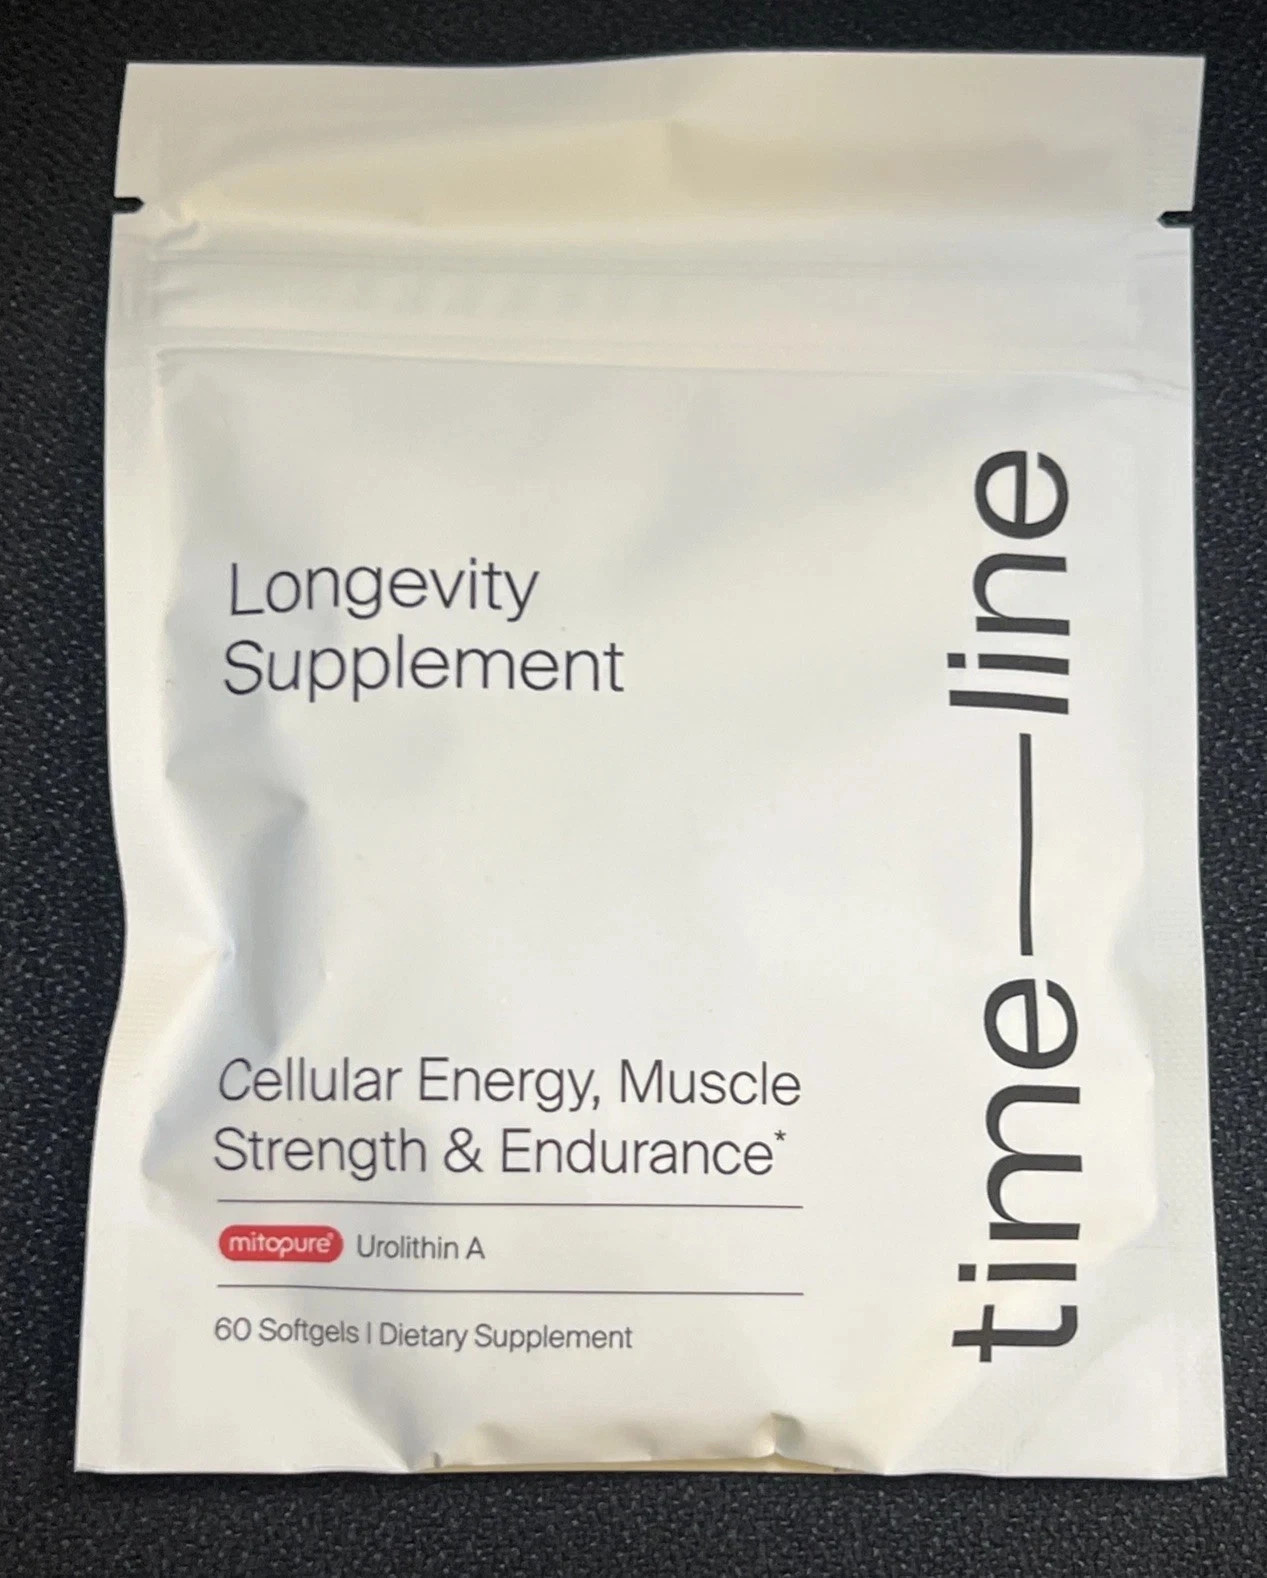 Longevity
Supplement
time—line
Cellular Energy, Muscle
Strength & Endurance*
mitopure® Urolithin A
60 Softgels | Dietary Supplement